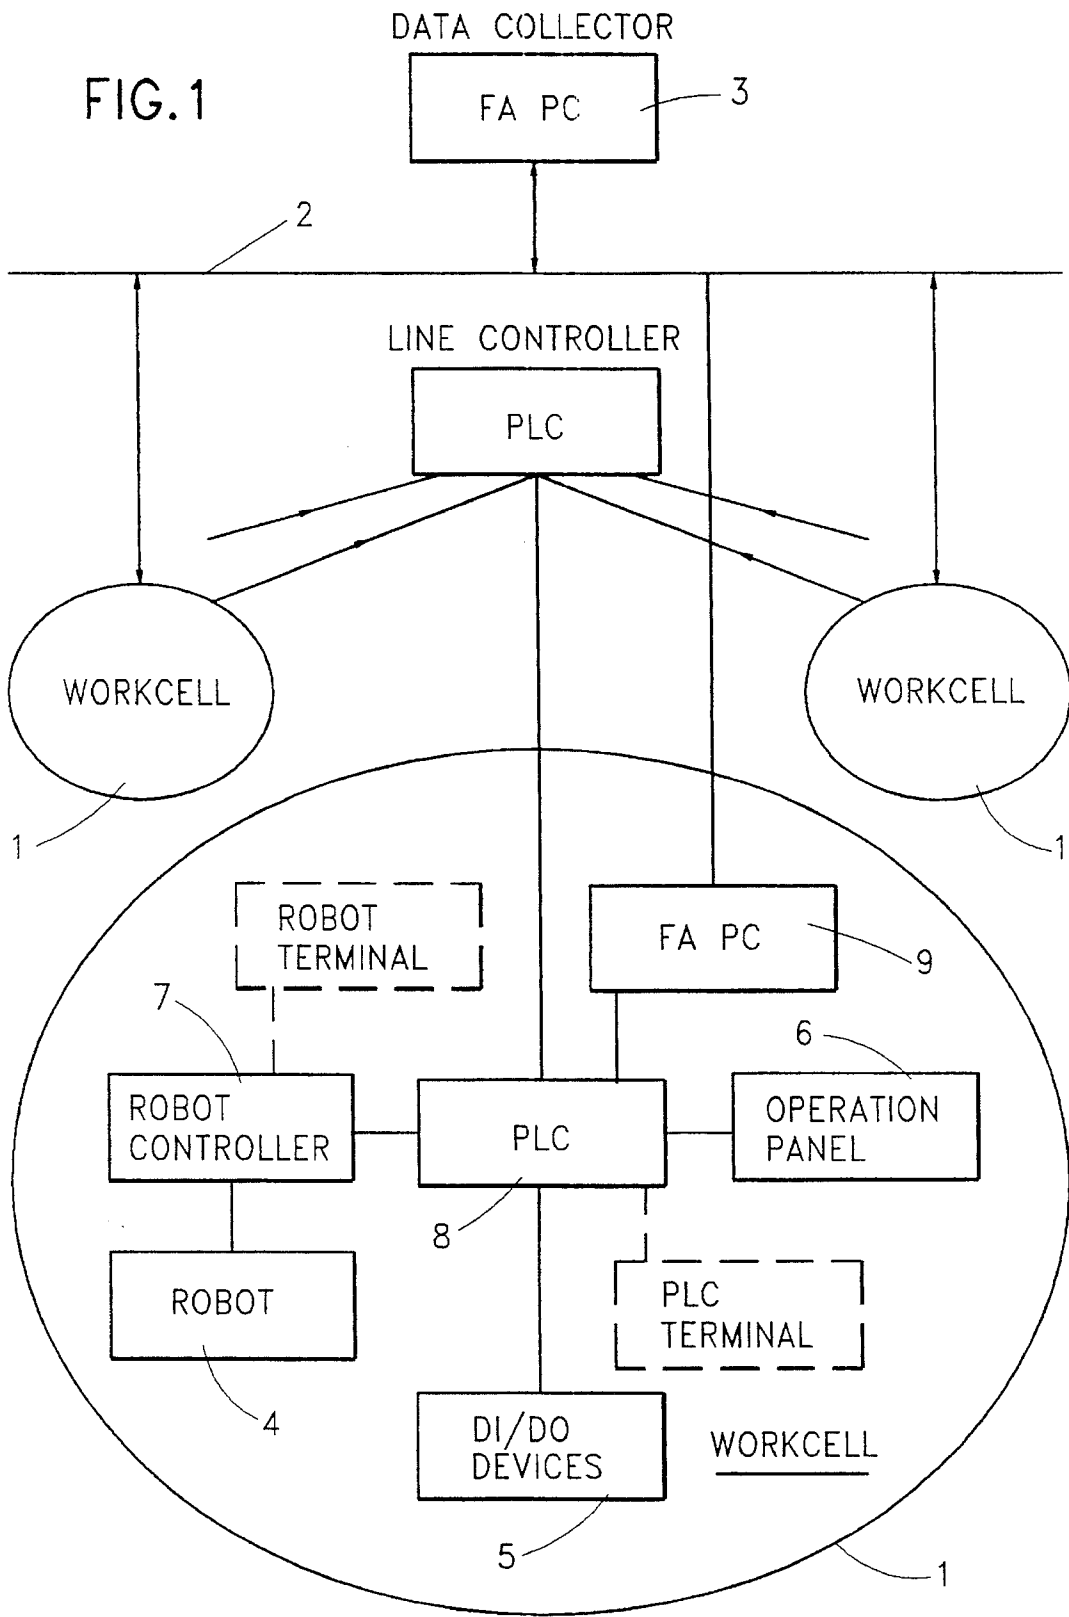 DATA COLLECTOR
FIG.1
FA PC
3
2
LINE CONTROLLER
PLC
WORKCELL
WORKCELL
1
1
ROBOT
TERMINAL
FA PC
9
7
6
ROBOT
CONTROLLER
PLC
OPERATION
PANEL
8
ROBOT
PLC
TERMINAL
4
DI/DO
DEVICES
WORKCELL
5
1